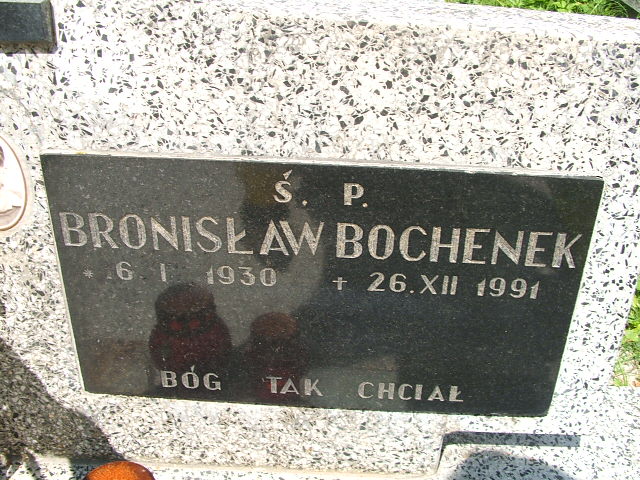 Ś. P.
BRONISŁAW BOCHENEK
* 6. I 1930 + 26.XII 1991
BÓG TAK CHCIAŁ